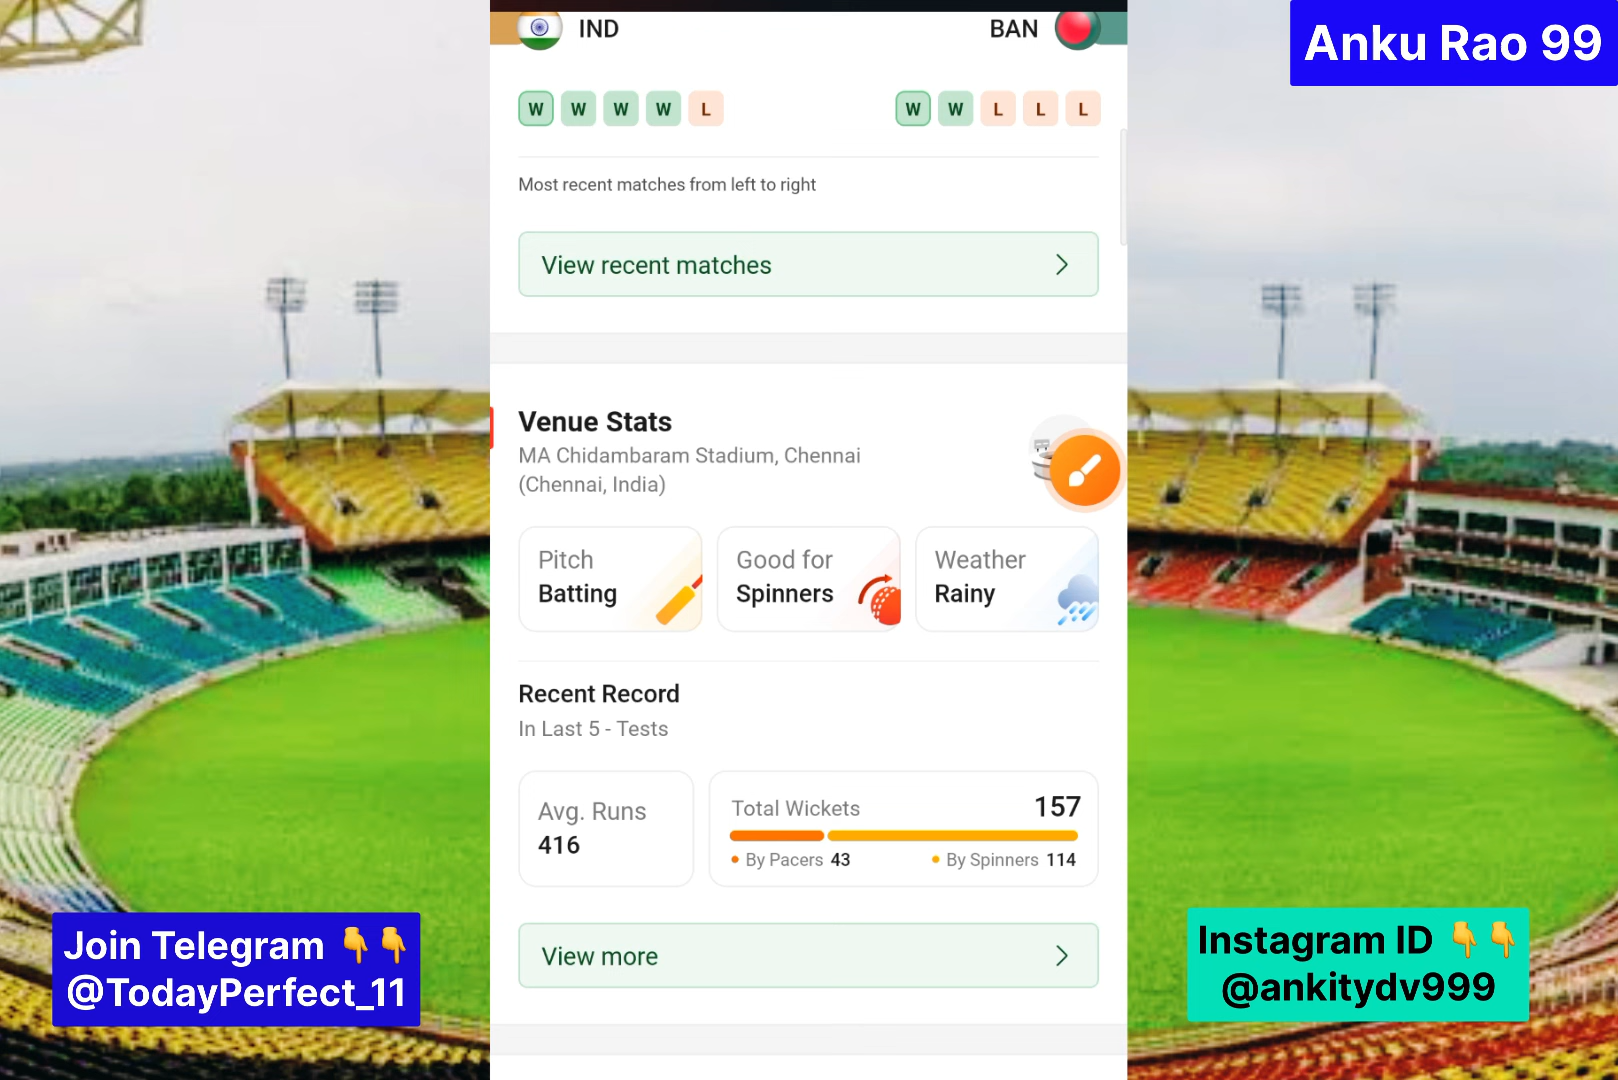 IND
BAN
Anku Rao 99
W W W W L
W W L L L
Most recent matches from left to right
View recent matches
Venue Stats
MA Chidambaram Stadium, Chennai
(Chennai, India)
Pitch
Batting
Good for
Spinners
Weather
Rainy
Recent Record
In Last 5 - Tests
Avg. Runs
416
Total Wickets 157
By Pacers 43
By Spinners 114
View more
Join Telegram 👇👇
@TodayPerfect_11
Instagram ID 👇👇
@ankitydv999